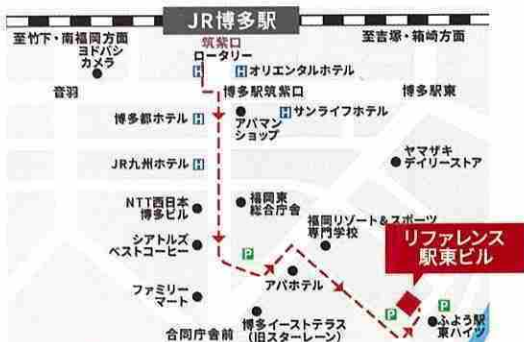 JR博多駅
至竹下・南福岡方面
至吉塚・箱崎方面
筑紫口
ロータリー
ヨドバシ
カメラ
H
H オリエンタルホテル
音羽
博多駅筑紫口
博多駅東
博多都ホテル H
アパマン
ショップ
H サンライフホテル
JR九州ホテル H
ヤマザキ
デイリーストア
NTT西日本
博多ビル
福岡東
総合庁舎
福岡リゾート&スポーツ
専門学校
リファレンス
駅東ビル
シアトルズ
ベストコーヒー
P
アパホテル
ファミリー
マート
P
P
合同庁舎前
博多イーストテラス
(旧スターレーン)
ふよう駅
東ハイツ